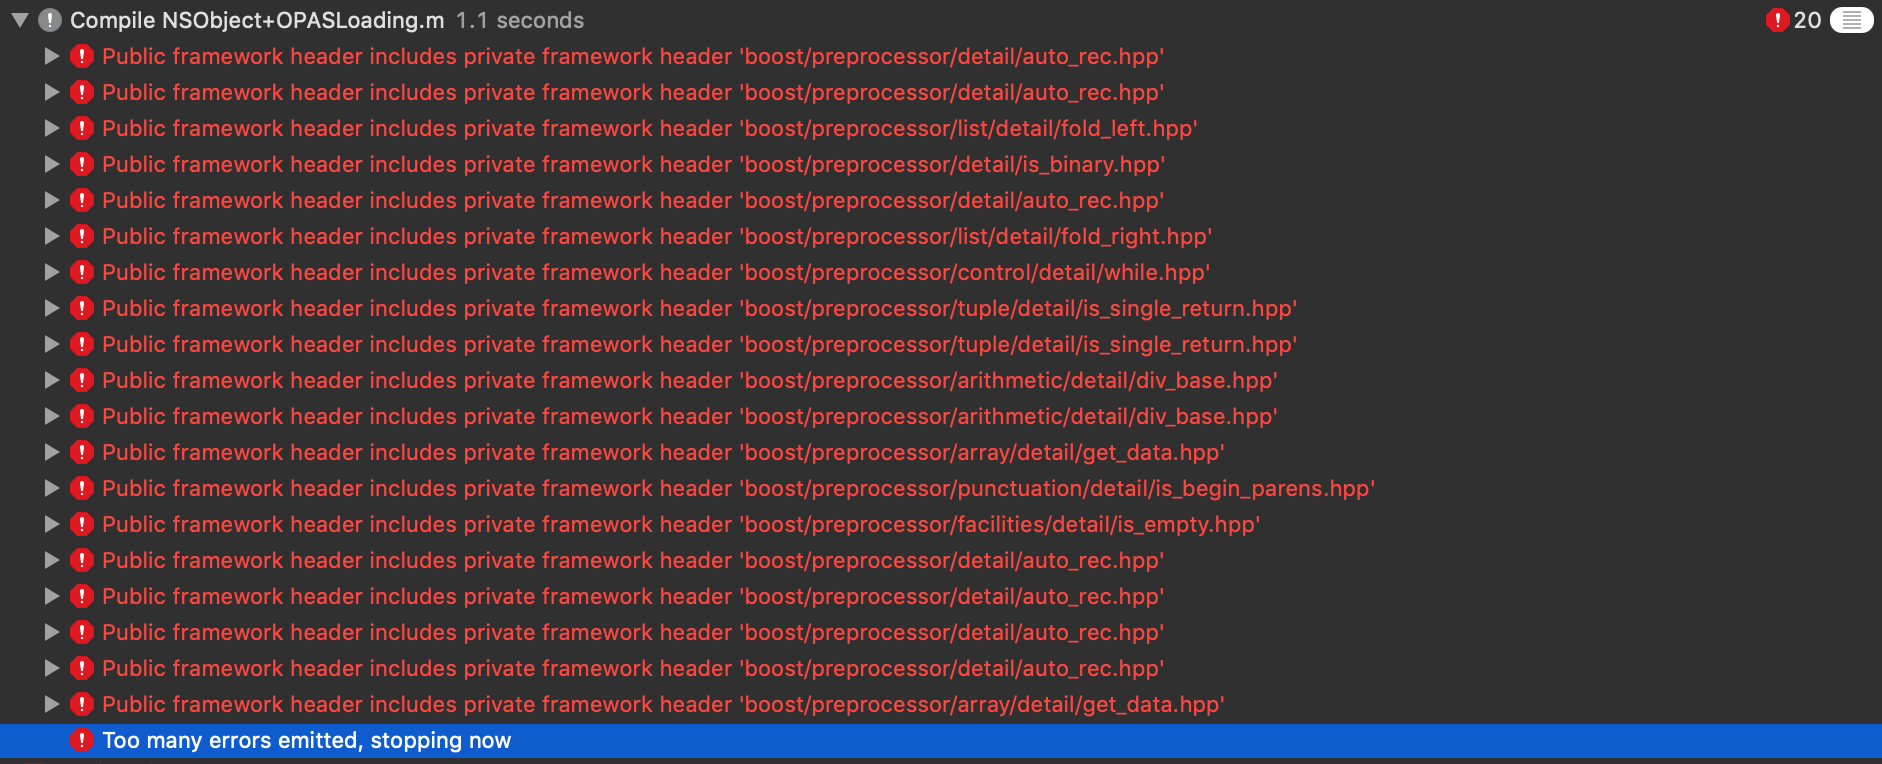 Compile NSObject+OPASLoading.m 1.1 seconds 20
Public framework header includes private framework header 'boost/preprocessor/detail/auto_rec.hpp'
Public framework header includes private framework header 'boost/preprocessor/detail/auto_rec.hpp'
Public framework header includes private framework header 'boost/preprocessor/list/detail/fold_left.hpp'
Public framework header includes private framework header 'boost/preprocessor/detail/is_binary.hpp'
Public framework header includes private framework header 'boost/preprocessor/detail/auto_rec.hpp'
Public framework header includes private framework header 'boost/preprocessor/list/detail/fold_right.hpp'
Public framework header includes private framework header 'boost/preprocessor/control/detail/while.hpp'
Public framework header includes private framework header 'boost/preprocessor/tuple/detail/is_single_return.hpp'
Public framework header includes private framework header 'boost/preprocessor/tuple/detail/is_single_return.hpp'
Public framework header includes private framework header 'boost/preprocessor/arithmetic/detail/div_base.hpp'
Public framework header includes private framework header 'boost/preprocessor/arithmetic/detail/div_base.hpp'
Public framework header includes private framework header 'boost/preprocessor/array/detail/get_data.hpp'
Public framework header includes private framework header 'boost/preprocessor/punctuation/detail/is_begin_parens.hpp'
Public framework header includes private framework header 'boost/preprocessor/facilities/detail/is_empty.hpp'
Public framework header includes private framework header 'boost/preprocessor/detail/auto_rec.hpp'
Public framework header includes private framework header 'boost/preprocessor/detail/auto_rec.hpp'
Public framework header includes private framework header 'boost/preprocessor/detail/auto_rec.hpp'
Public framework header includes private framework header 'boost/preprocessor/detail/auto_rec.hpp'
Public framework header includes private framework header 'boost/preprocessor/array/detail/get_data.hpp'
Too many errors emitted, stopping now